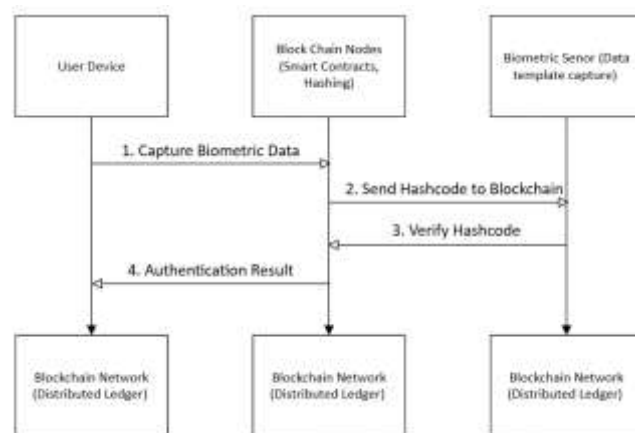 User Device
Block Chain Nodes
(Smart Contracts,
Hashing)
Biometric Senor (Data
template capture)
1. Capture Biometric Data
2. Send Hashcode to Blockchain
3. Verify Hashcode
4. Authentication Result
Blockchain Network
(Distributed Ledger)
Blockchain Network
(Distributed Ledger)
Blockchain Network
(Distributed Ledger)